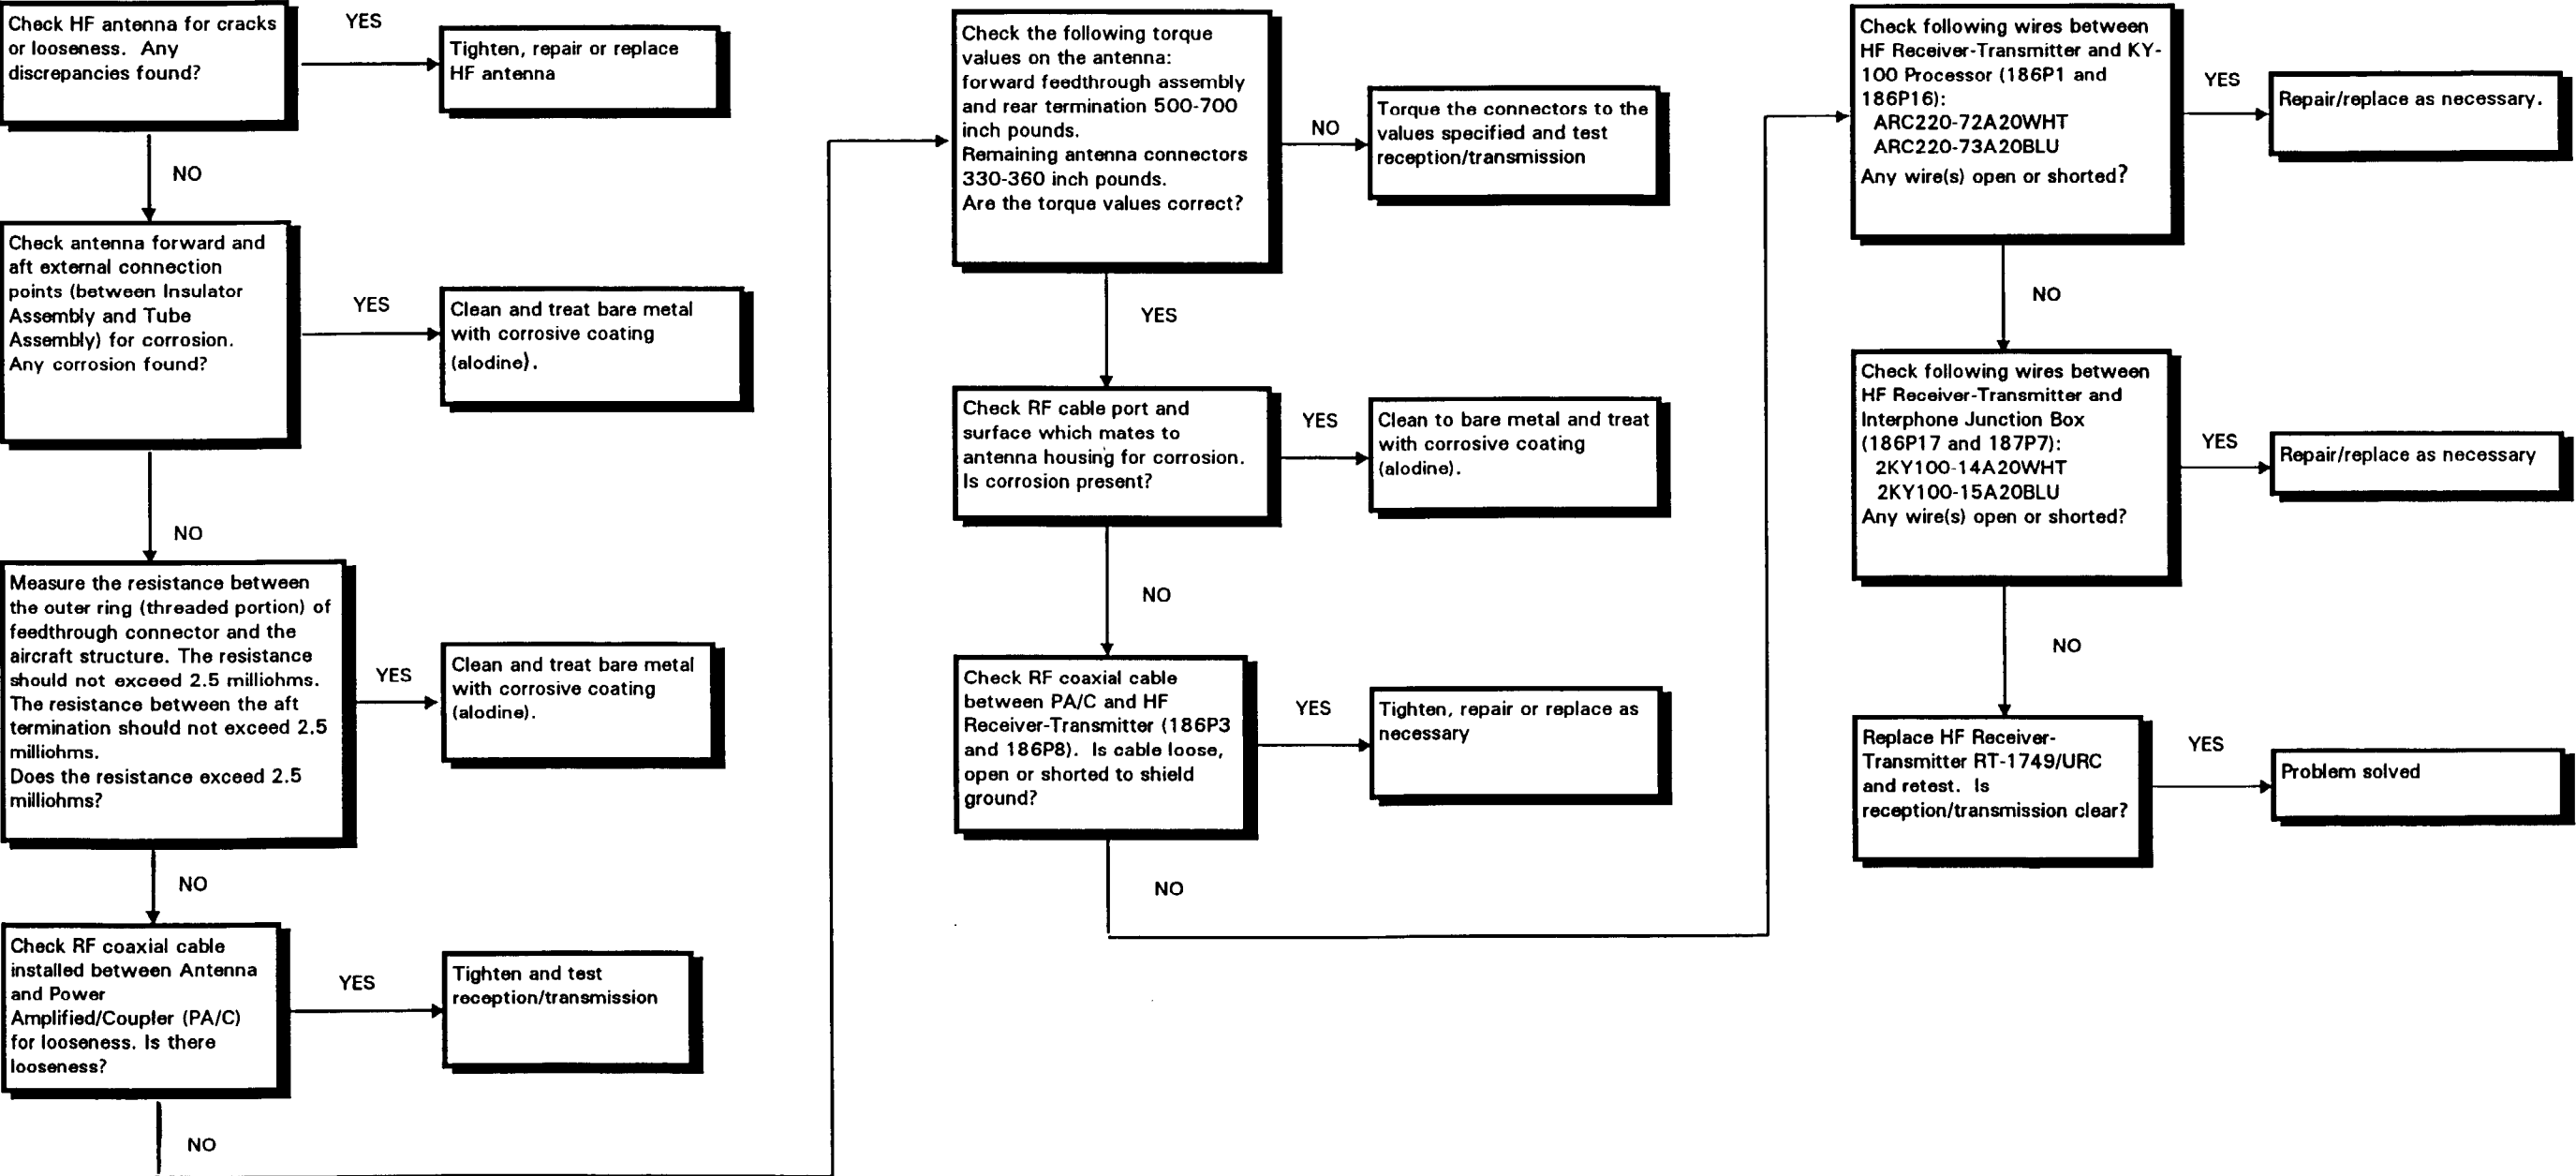 Check HF antenna for cracks
or looseness. Any
discrepancies found?
YES
Tighten, repair or replace
HF antenna
NO
Check antenna forward and
aft external connection
points (between Insulator
Assembly and Tube
Assembly) for corrosion.
Any corrosion found?
YES
Clean and treat bare metal
with corrosive coating
(alodine).
NO
Measure the resistance between
the outer ring (threaded portion) of
feedthrough connector and the
aircraft structure. The resistance
should not exceed 2.5 milliohms.
The resistance between the aft
termination should not exceed 2.5
milliohms.
Does the resistance exceed 2.5
milliohms?
YES
Clean and treat bare metal
with corrosive coating
(alodine).
NO
Check RF coaxial cable
installed between Antenna
and Power
Amplified/Coupler (PA/C)
for looseness. Is there
looseness?
YES
Tighten and test
reception/transmission
NO
Check the following torque
values on the antenna:
forward feedthrough assembly
and rear termination 500-700
inch pounds.
Remaining antenna connectors
330-360 inch pounds.
Are the torque values correct?
NO
Torque the connectors to the
values specified and test
reception/transmission
YES
Check RF cable port and
surface which mates to
antenna housing for corrosion.
Is corrosion present?
YES
Clean to bare metal and treat
with corrosive coating
(alodine).
NO
Check RF coaxial cable
between PA/C and HF
Receiver-Transmitter (186P3
and 186P8). Is cable loose,
open or shorted to shield
ground?
YES
Tighten, repair or replace as
necessary
NO
Check following wires between
HF Receiver-Transmitter and KY-
100 Processor (186P1 and
186P16):
ARC220-72A20WHT
ARC220-73A20BLU
Any wire(s) open or shorted?
YES
Repair/replace as necessary.
NO
Check following wires between
HF Receiver-Transmitter and
Interphone Junction Box
(186P17 and 187P7):
2KY100-14A20WHT
2KY100-15A20BLU
Any wire(s) open or shorted?
YES
Repair/replace as necessary
NO
Replace HF Receiver-
Transmitter RT-1749/URC
and retest. Is
reception/transmission clear?
YES
Problem solved